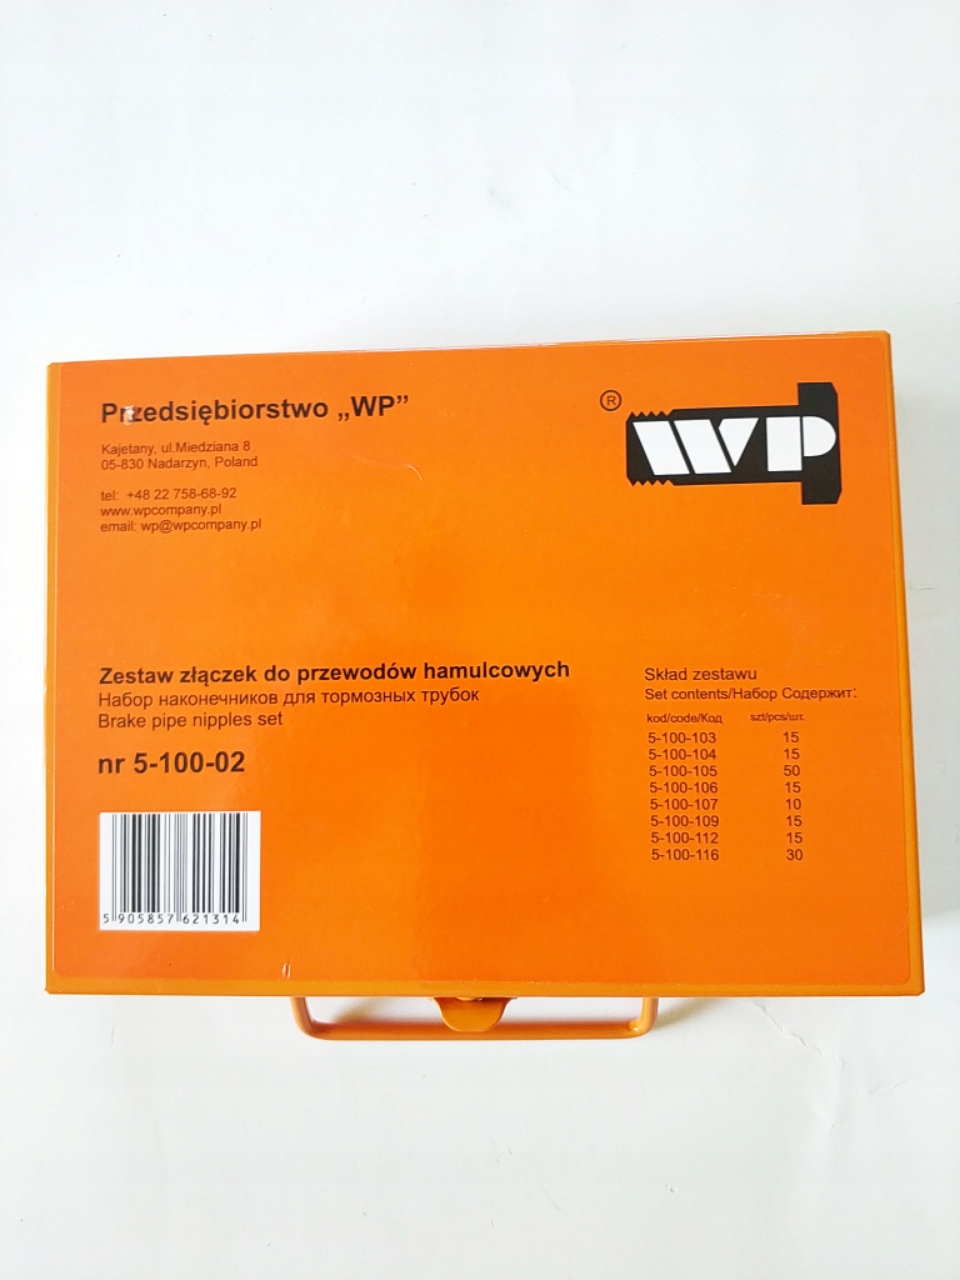 Przedsiębiorstwo „WP”
Kajetany, ul.Miedziana 8
05-830 Nadarzyn, Poland
tel: +48 22 758-68-92
www.wpcompany.pl
email: wp@wpcompany.pl
® WP
Zestaw złączek do przewodów hamulcowych
Набор наконечников для тормозных трубок
Brake pipe nipples set
nr 5-100-02
5 905857 621314
Skład zestawu
Set contents/Набор Содержит:
kod/code/Код szt/pcs/шт.
5-100-103 15
5-100-104 15
5-100-105 50
5-100-106 15
5-100-107 10
5-100-109 15
5-100-112 15
5-100-116 30